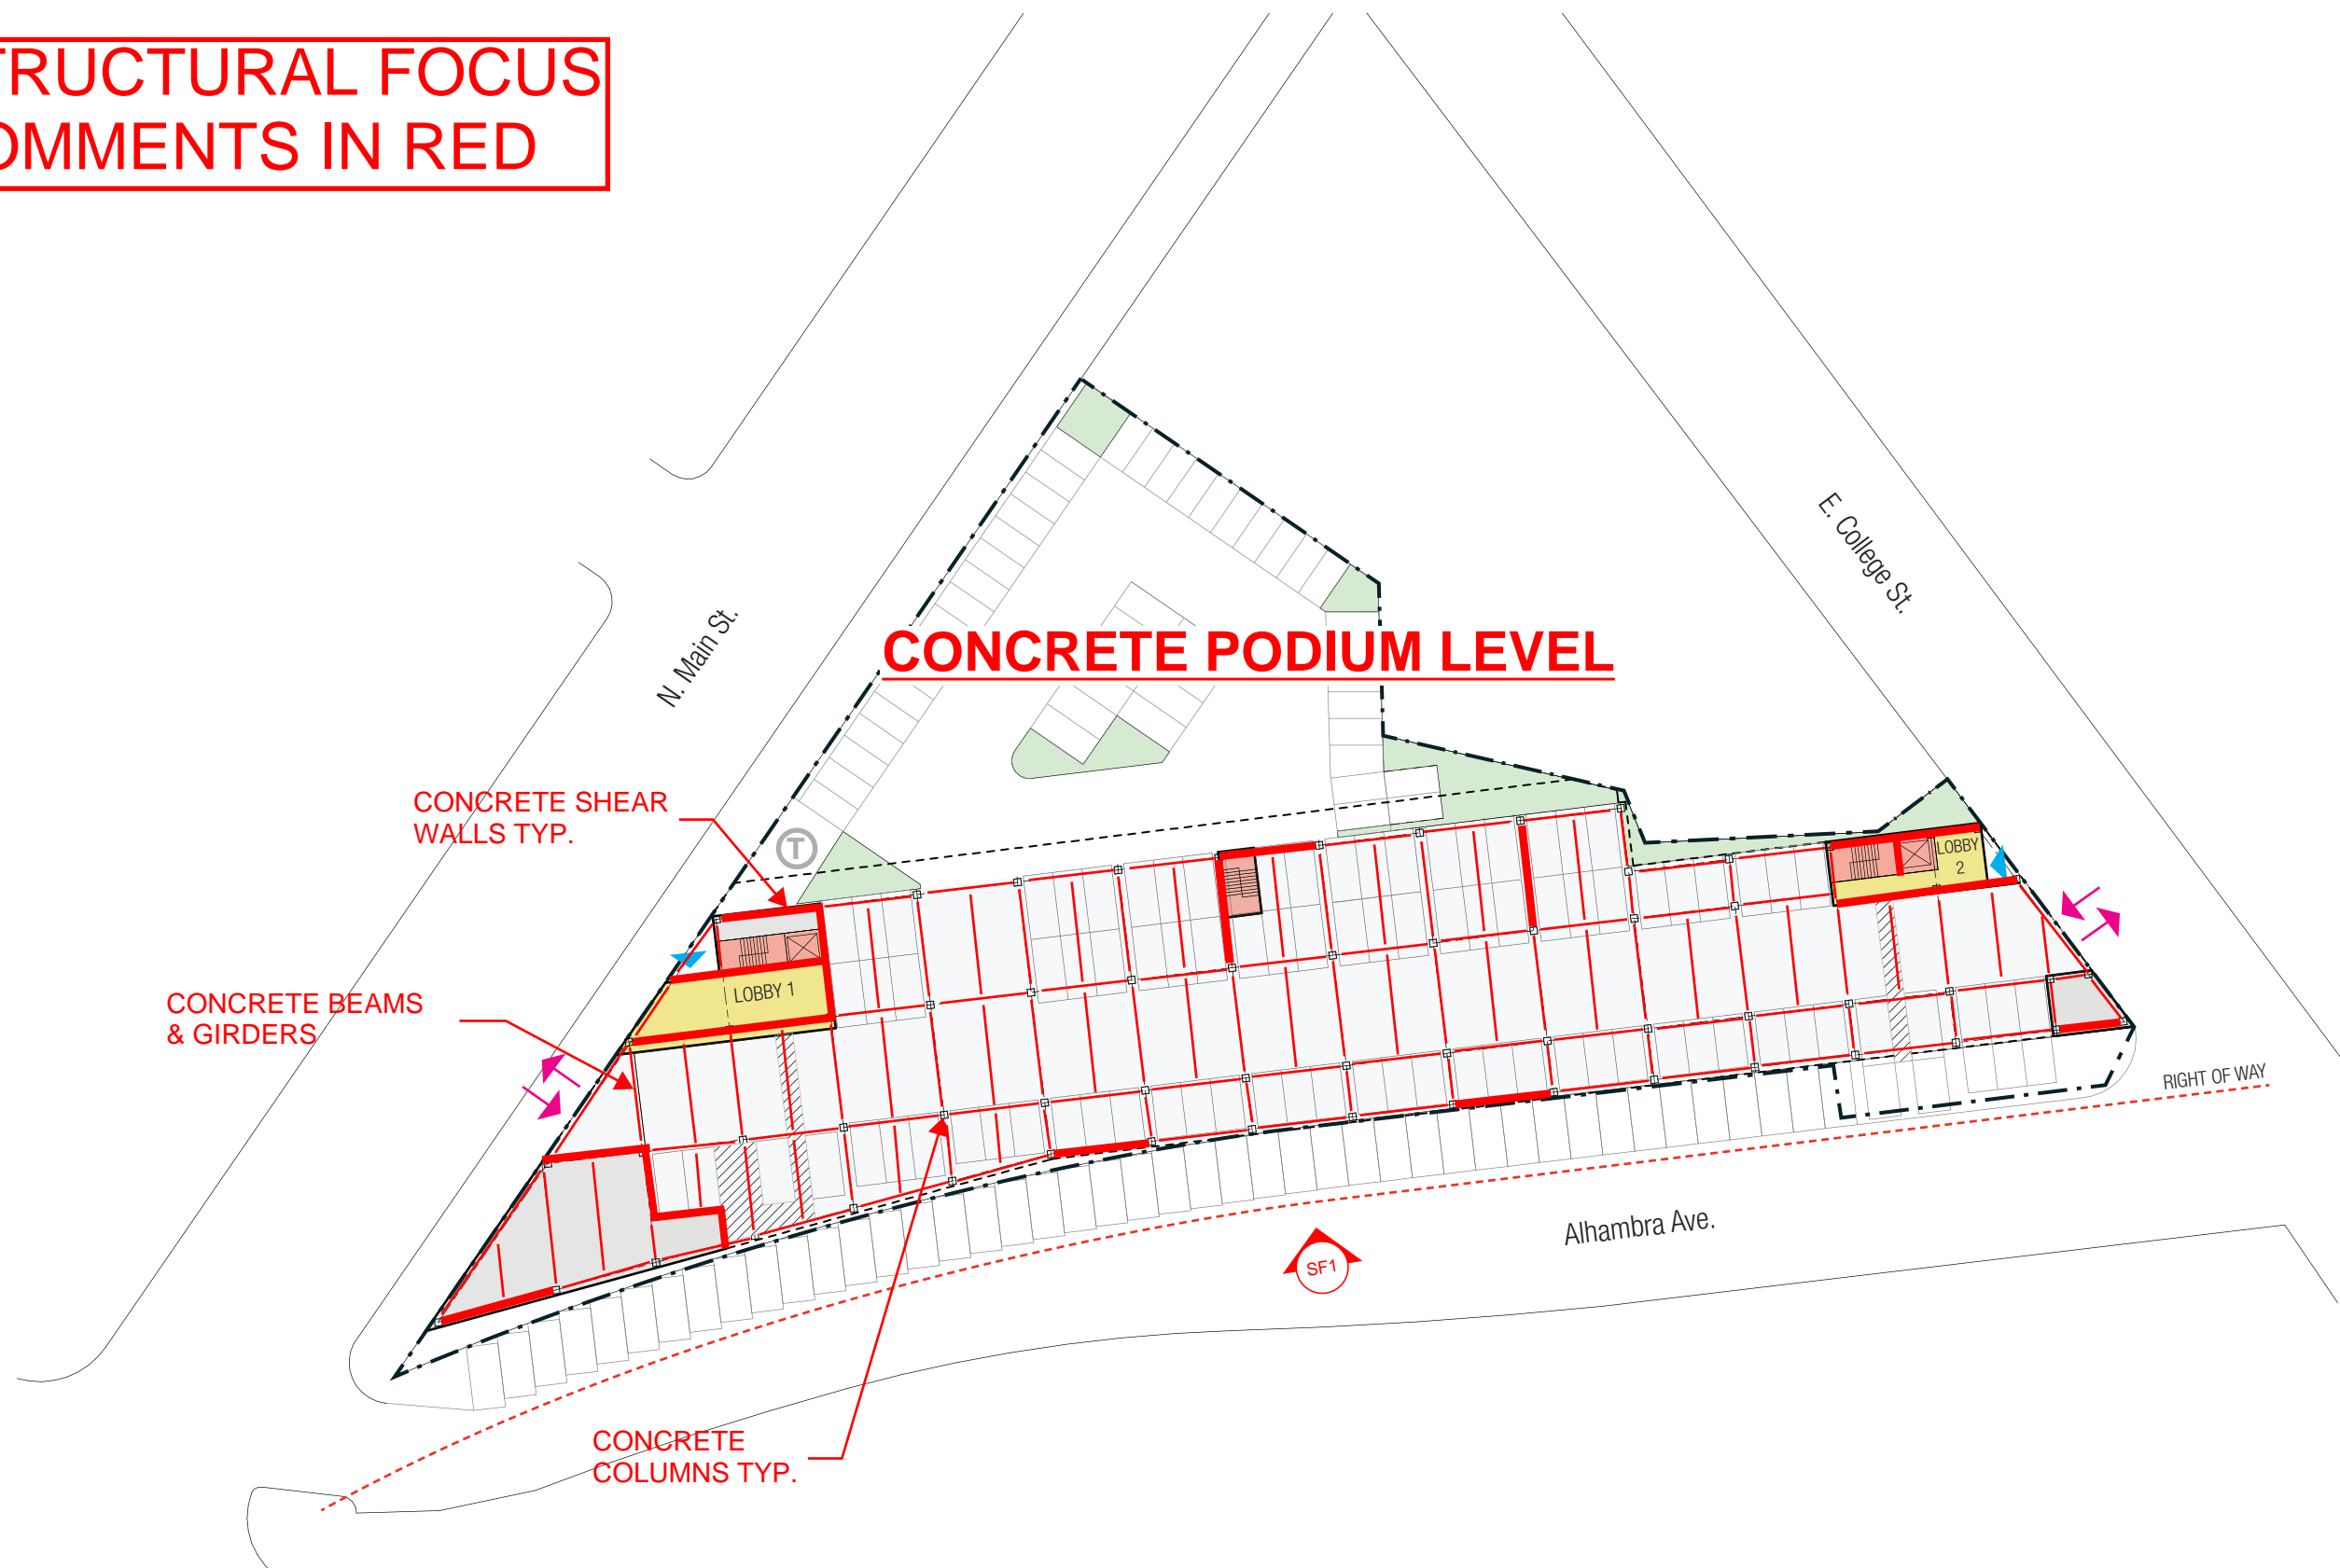 TRUCTURAL FOCUS
OMMENTS IN RED
E. College St.
N. Main St.
CONCRETE PODIUM LEVEL
CONCRETE SHEAR
WALLS TYP.
T
LOBBY
2
LOBBY 1
CONCRETE BEAMS
& GIRDERS
RIGHT OF WAY
Alhambra Ave.
SF1
CONCRETE
COLUMNS TYP.